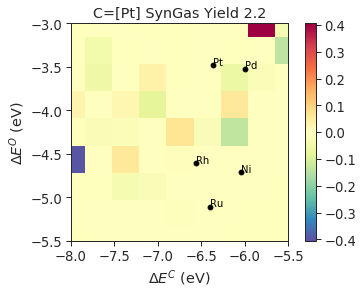 C=[Pt] SynGas Yield 2.2
−3.0
−3.5
−4.0
−4.5
−5.0
−5.5
ΔE^O (eV)
Pt
Pd
Rh
Ni
Ru
−8.0 −7.5 −7.0 −6.5 −6.0 −5.5
ΔE^C (eV)
0.4
0.3
0.2
0.1
0.0
−0.1
−0.2
−0.3
−0.4